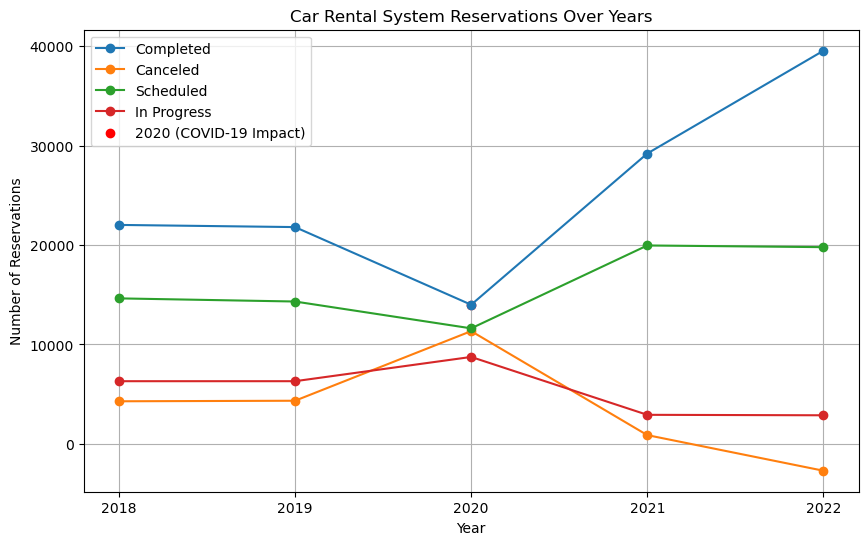 Car Rental System Reservations Over Years
Completed
Canceled
Scheduled
In Progress
2020 (COVID-19 Impact)
Number of Reservations
40000
30000
20000
10000
0
2018 2019 2020 2021 2022
Year